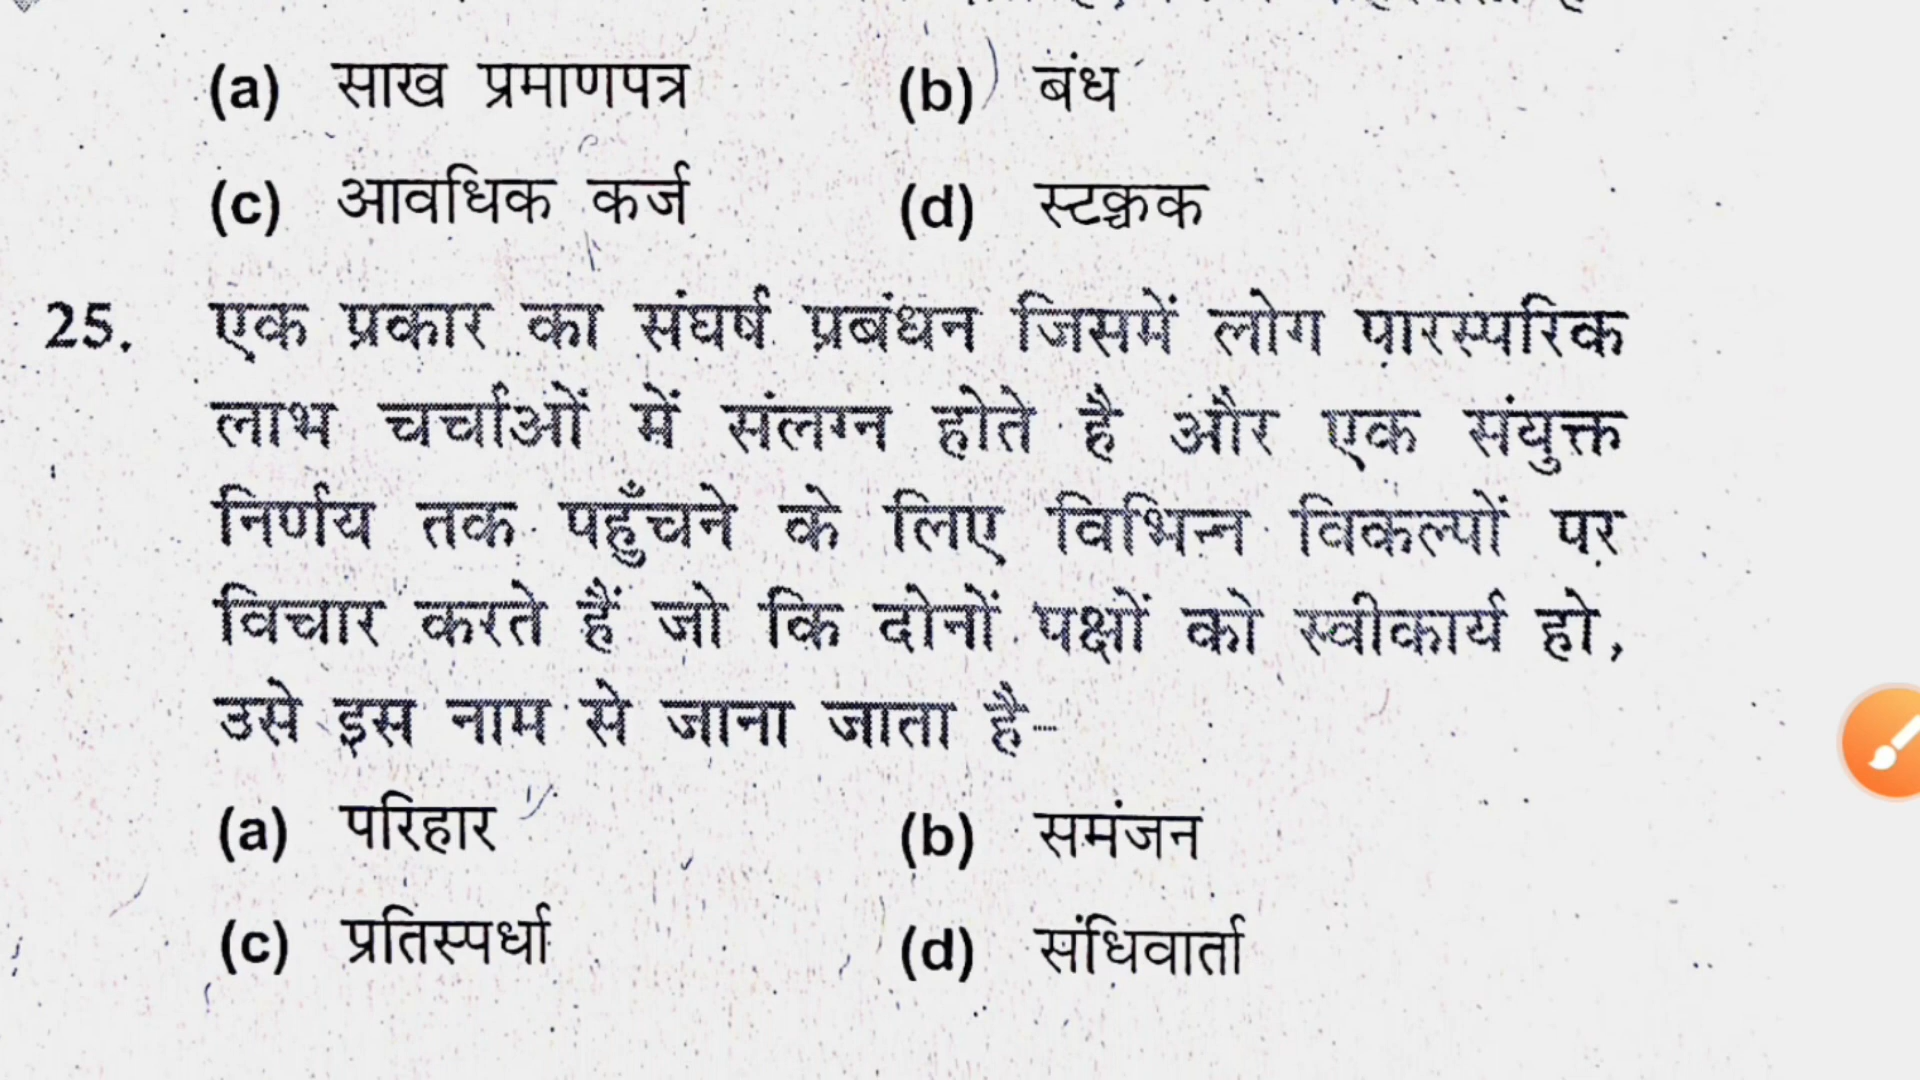 (a) साख प्रमाणपत्र (b) बंध
(c) आवधिक कर्ज (d) स्टक्चक
25. एक प्रकार का संघर्ष प्रबंधन जिसमें लोग पारस्परिक
लाभ चर्चाओं में संलग्न होते है और एक संयुक्त
निर्णय तक पहुँचने के लिए विभिन्न विकल्पों पर
विचार करते हैं जो कि दोनों पक्षों को स्वीकार्य हो,
उसे इस नाम से जाना जाता है-
(a) परिहार (b) समंजन
(c) प्रतिस्पर्धा (d) संधिवार्ता